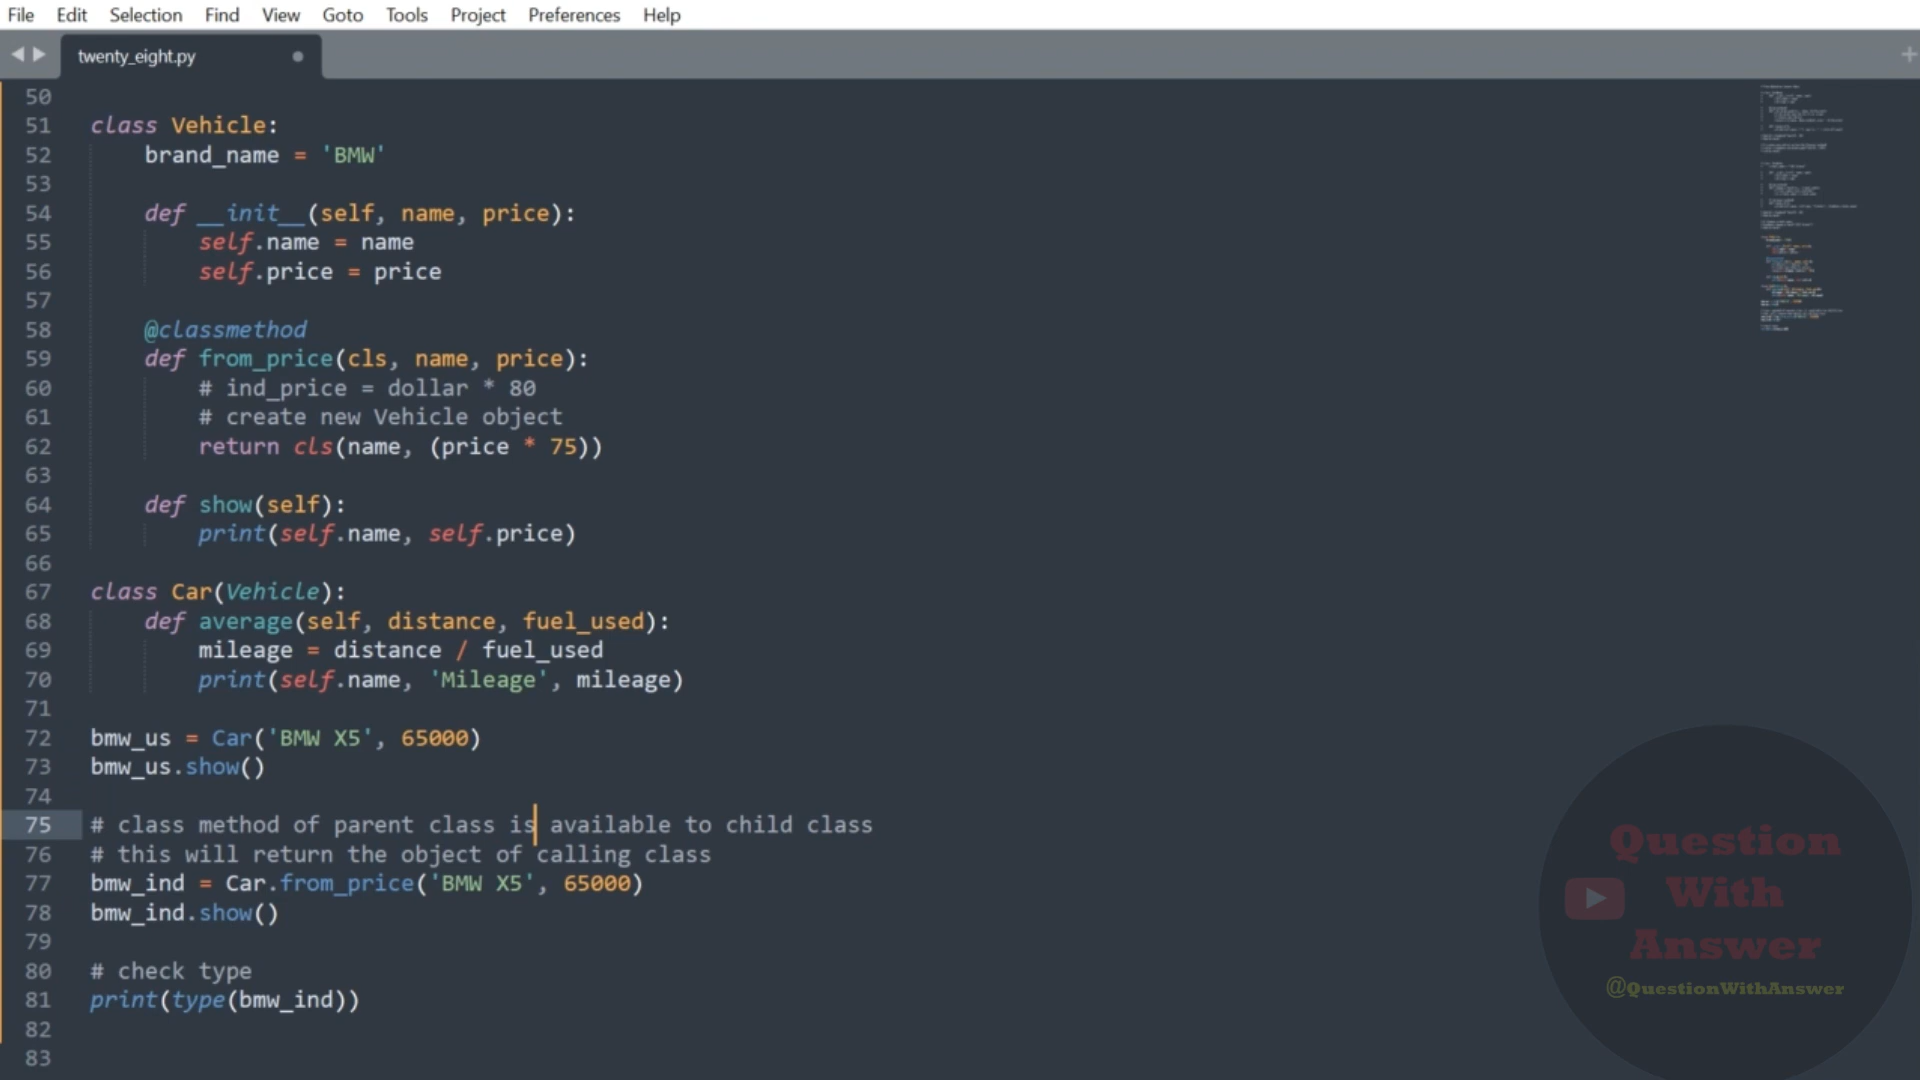 File Edit Selection Find View Goto Tools Project Preferences Help
twenty_eight.py
50
51 class Vehicle:
52     brand_name = 'BMW'
53
54     def __init__(self, name, price):
55         self.name = name
56         self.price = price
57
58     @classmethod
59     def from_price(cls, name, price):
60         # ind_price = dollar * 80
61         # create new Vehicle object
62         return cls(name, (price * 75))
63
64     def show(self):
65         print(self.name, self.price)
66
67 class Car(Vehicle):
68     def average(self, distance, fuel_used):
69         mileage = distance / fuel_used
70         print(self.name, 'Mileage', mileage)
71
72 bmw_us = Car('BMW X5', 65000)
73 bmw_us.show()
74
75 # class method of parent class is available to child class
76 # this will return the object of calling class
77 bmw_ind = Car.from_price('BMW X5', 65000)
78 bmw_ind.show()
79
80 # check type
81 print(type(bmw_ind))
82
83
Question
With
Answer
@QuestionWithAnswer